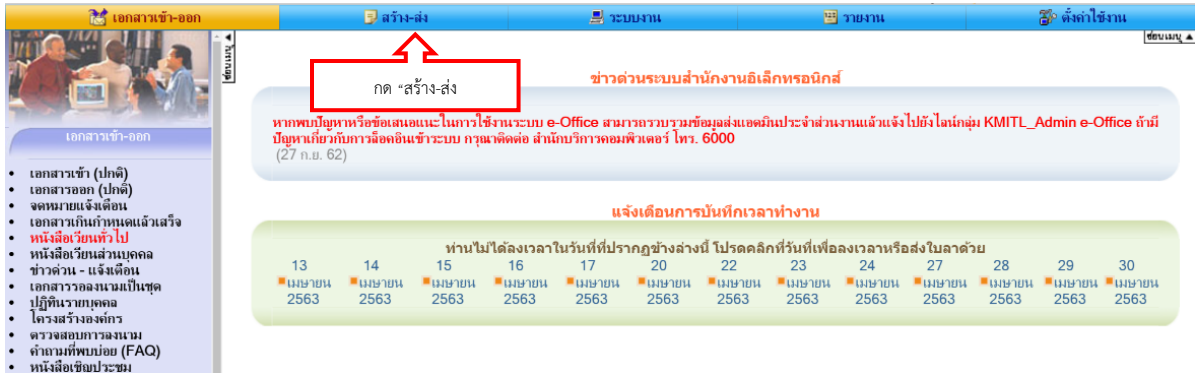 เอกสารเข้า-ออก
สร้าง-ส่ง
ระบบงาน
รายงาน
ตั้งค่าใช้งาน
ซ่อนเมนู
ซ่อนเมนู
กด “สร้าง-ส่ง
ข่าวด่วนระบบสำนักงานอิเล็กทรอนิกส์
หากพบปัญหาหรือข้อเสนอแนะในการใช้งานระบบ e-Office สามารถรวบรวมข้อมูลส่งแอดมินประจำส่วนงานแล้วแจ้งไปยังไลน์กลุ่ม KMITL_Admin e-Office ถ้ามี
ปัญหาเกี่ยวกับการล็อคอินเข้าระบบ กรุณาติดต่อ สำนักบริการคอมพิวเตอร์ โทร. 6000
(27 ก.ย. 62)
เอกสารเข้า-ออก
• เอกสารเข้า (ปกติ)
• เอกสารออก (ปกติ)
• จดหมายแจ้งเตือน
• เอกสารเกินกำหนดแล้วเสร็จ
• หนังสือเวียนทั่วไป
• หนังสือเวียนส่วนบุคคล
• ข่าวด่วน - แจ้งเตือน
• เอกสารรอลงนามเป็นชุด
• ปฏิทินรายบุคคล
• โครงสร้างองค์กร
• ตรวจสอบการลงนาม
• คำถามที่พบบ่อย (FAQ)
• หนังสือเชิญประชุม
แจ้งเตือนการบันทึกเวลาทำงาน
ท่านไม่ได้ลงเวลาในวันที่ที่ปรากฏข้างล่างนี้ โปรดคลิกที่วันที่เพื่อลงเวลาหรือส่งใบลาด้วย
13 14 15 16 17 20 22 23 24 27 28 29 30
เมษายน เมษายน เมษายน เมษายน เมษายน เมษายน เมษายน เมษายน เมษายน เมษายน เมษายน เมษายน เมษายน
2563 2563 2563 2563 2563 2563 2563 2563 2563 2563 2563 2563 2563